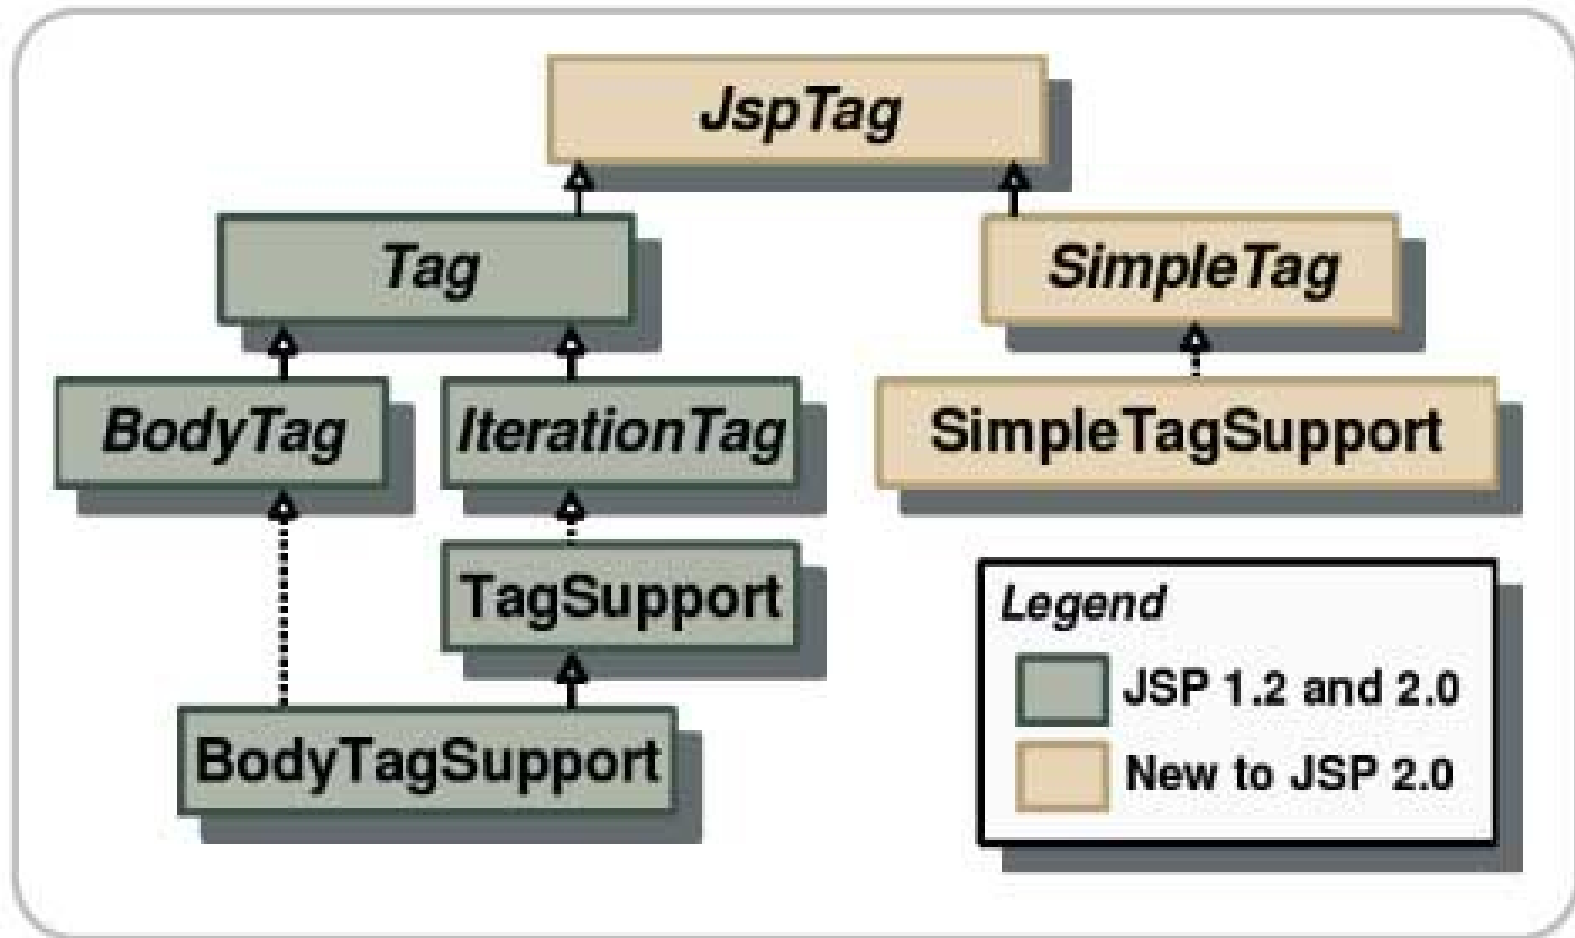 JspTag
Tag
SimpleTag
BodyTag
IterationTag
SimpleTagSupport
TagSupport
BodyTagSupport
Legend
JSP 1.2 and 2.0
New to JSP 2.0